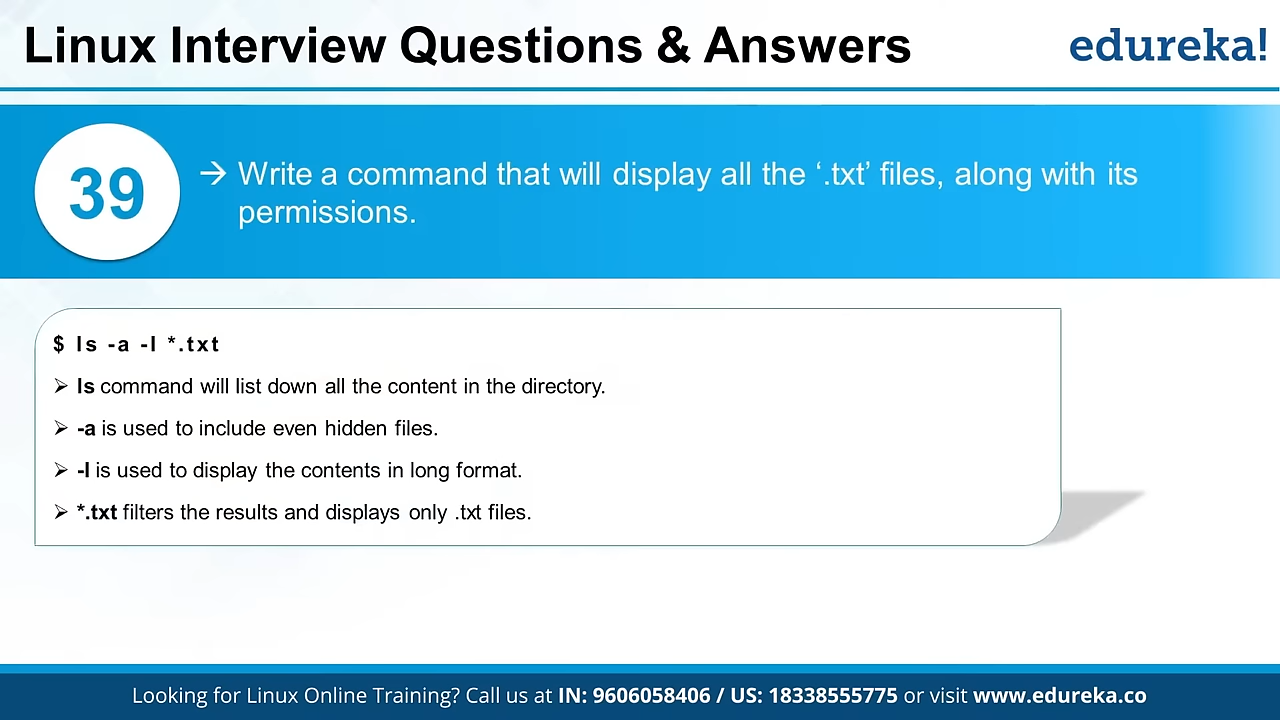 Linux Interview Questions & Answers
edureka!
39
→ Write a command that will display all the ‘.txt’ files, along with its
permissions.
$ ls -a -l *.txt
➢ ls command will list down all the content in the directory.
➢ -a is used to include even hidden files.
➢ -l is used to display the contents in long format.
➢ *.txt filters the results and displays only .txt files.
Looking for Linux Online Training? Call us at IN: 9606058406 / US: 18338555775 or visit www.edureka.co